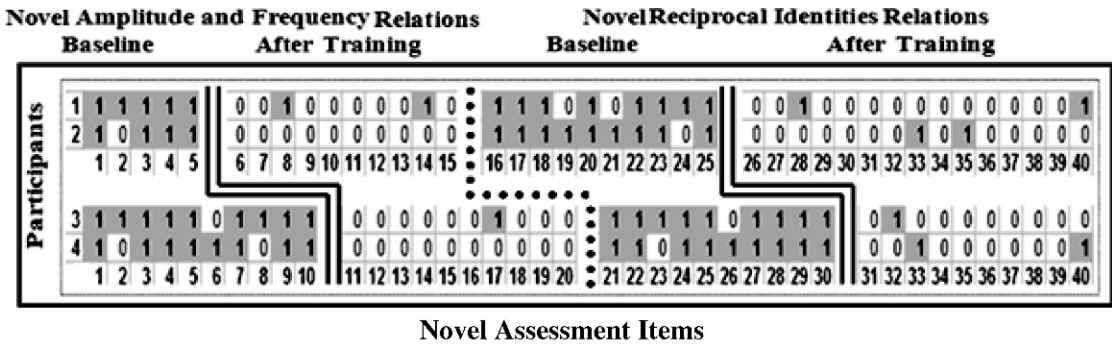 Novel Amplitude and Frequency Relations Novel Reciprocal Identities Relations
Baseline After Training Baseline After Training
Participants
1 1 1 1 1 1 0 0 1 0 0 0 0 0 1 0 1 1 1 0 1 0 1 1 1 1 0 0 1 0 0 0 0 0 0 0 0 0 0 0 1
2 1 0 1 1 1 0 0 0 0 0 0 0 0 0 0 1 1 1 1 1 1 1 1 0 1 0 0 0 0 0 0 0 1 0 1 0 0 0 0 0
1 2 3 4 5 6 7 8 9 10 11 12 13 14 15 16 17 18 19 20 21 22 23 24 25 26 27 28 29 30 31 32 33 34 35 36 37 38 39 40
3 1 1 1 1 1 0 1 1 1 1 0 0 0 0 0 0 1 0 0 0 1 1 1 1 1 0 1 1 1 1 0 1 0 0 0 0 0 0 0 0
4 1 0 1 1 1 1 1 0 1 1 0 0 0 0 0 0 0 0 0 0 1 1 0 1 1 1 1 1 1 1 0 0 1 0 0 0 0 0 0 1
1 2 3 4 5 6 7 8 9 10 11 12 13 14 15 16 17 18 19 20 21 22 23 24 25 26 27 28 29 30 31 32 33 34 35 36 37 38 39 40
Novel Assessment Items